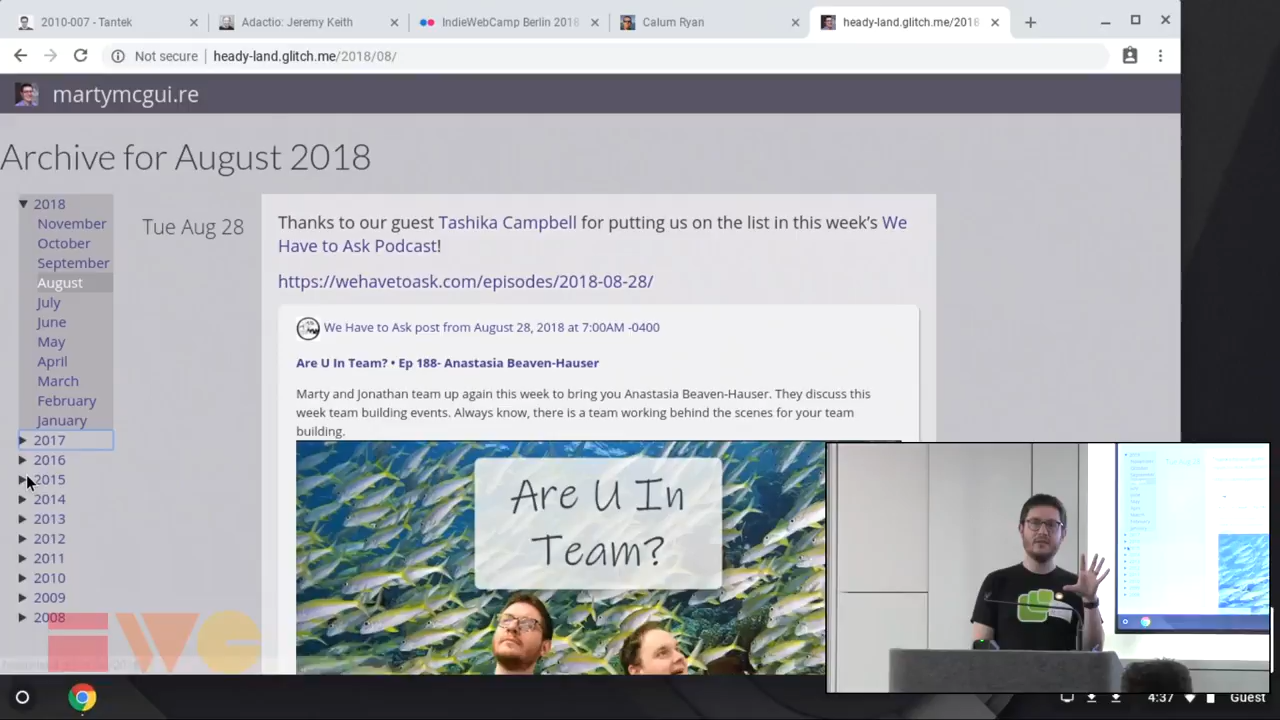 2010-007 - Tantek
Adactio: Jeremy Keith
IndieWebCamp Berlin 2018
Calum Ryan
heady-land.glitch.me/2018
Not secure
heady-land.glitch.me/2018/08/
martymcgui.re
Archive for August 2018
2018
November
October
September
August
July
June
May
April
March
February
January
2017
2016
2015
2014
2013
2012
2011
2010
2009
2008
Tue Aug 28
Thanks to our guest Tashika Campbell for putting us on the list in this week's We
Have to Ask Podcast!
https://wehavetoask.com/episodes/2018-08-28/
We Have to Ask post from August 28, 2018 at 7:00AM -0400
Are U In Team? • Ep 188- Anastasia Beaven-Hauser
Marty and Jonathan team up again this week to bring you Anastasia Beaven-Hauser. They discuss this
week team building events. Always know, there is a team working behind the scenes for your team
building.
Are U In
Team?
iwc
4:37
Guest